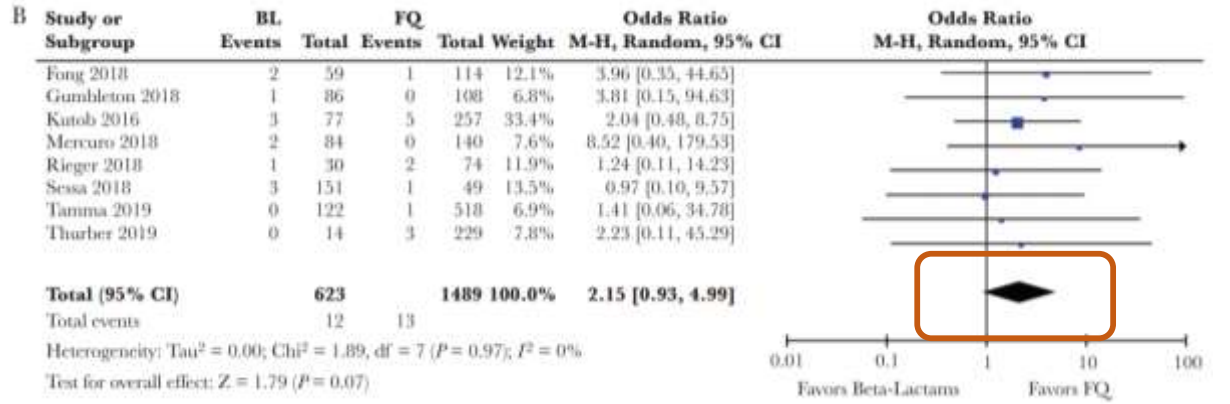 B Study or BL FQ Odds Ratio Odds Ratio
Subgroup Events Total Events Total Weight M-H, Random, 95% CI M-H, Random, 95% CI
Fong 2018 2 59 1 114 12.1% 3.96 [0.35, 44.65]
Gumbleton 2018 1 86 0 108 6.8% 3.81 [0.15, 94.63]
Kutob 2016 3 77 5 257 33.4% 2.04 [0.48, 8.75]
Mercuro 2018 2 84 0 140 7.6% 8.52 [0.40, 179.53]
Rieger 2018 1 30 2 74 11.9% 1.24 [0.11, 14.23]
Sessa 2018 3 151 1 49 13.5% 0.97 [0.10, 9.57]
Tamma 2019 0 122 1 518 6.9% 1.41 [0.06, 34.78]
Thurber 2019 0 14 3 229 7.8% 2.23 [0.11, 45.29]
Total (95% CI) 623 1489 100.0% 2.15 [0.93, 4.99]
Total events 12 13
Heterogeneity: Tau² = 0.00; Chi² = 1.89, df = 7 (P = 0.97); I² = 0%
Test for overall effect: Z = 1.79 (P = 0.07)
0.01 0.1 1 10 100
Favors Beta-Lactams Favors FQ